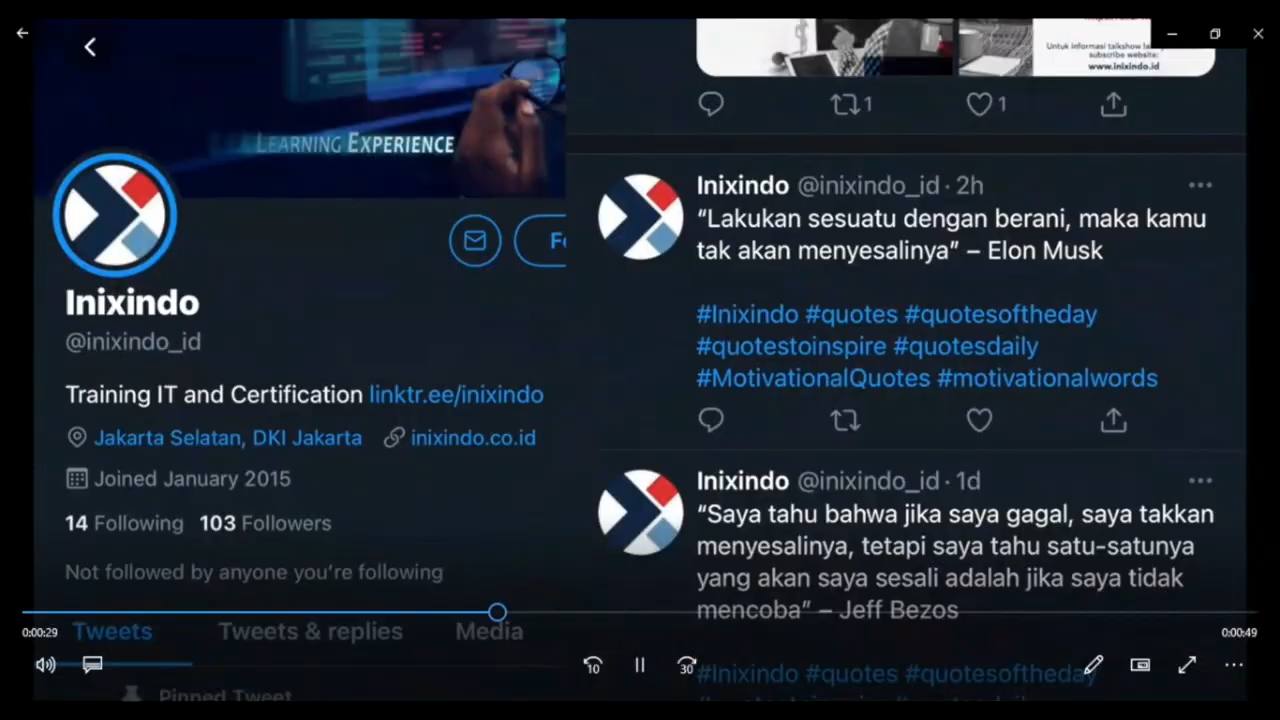 LEARNING EXPERIENCE
Fo
Inixindo
@inixindo_id
Training IT and Certification linktr.ee/inixindo
Jakarta Selatan, DKI Jakarta inixindo.co.id
Joined January 2015
14 Following 103 Followers
Not followed by anyone you're following
Tweets Tweets & replies Media
Pinned Tweet
Untuk informasi talkshow
subscribe website:
www.inixindo.id
1 1
Inixindo @inixindo_id · 2h
“Lakukan sesuatu dengan berani, maka kamu
tak akan menyesalinya” – Elon Musk
#Inixindo #quotes #quotesoftheday
#quotestoinspire #quotesdaily
#MotivationalQuotes #motivationalwords
Inixindo @inixindo_id · 1d
“Saya tahu bahwa jika saya gagal, saya takkan
menyesalinya, tetapi saya tahu satu-satunya
yang akan saya sesali adalah jika saya tidak
mencoba” – Jeff Bezos
#Inixindo #quotes #quotesoftheday
0:00:29 0:00:49
10 30